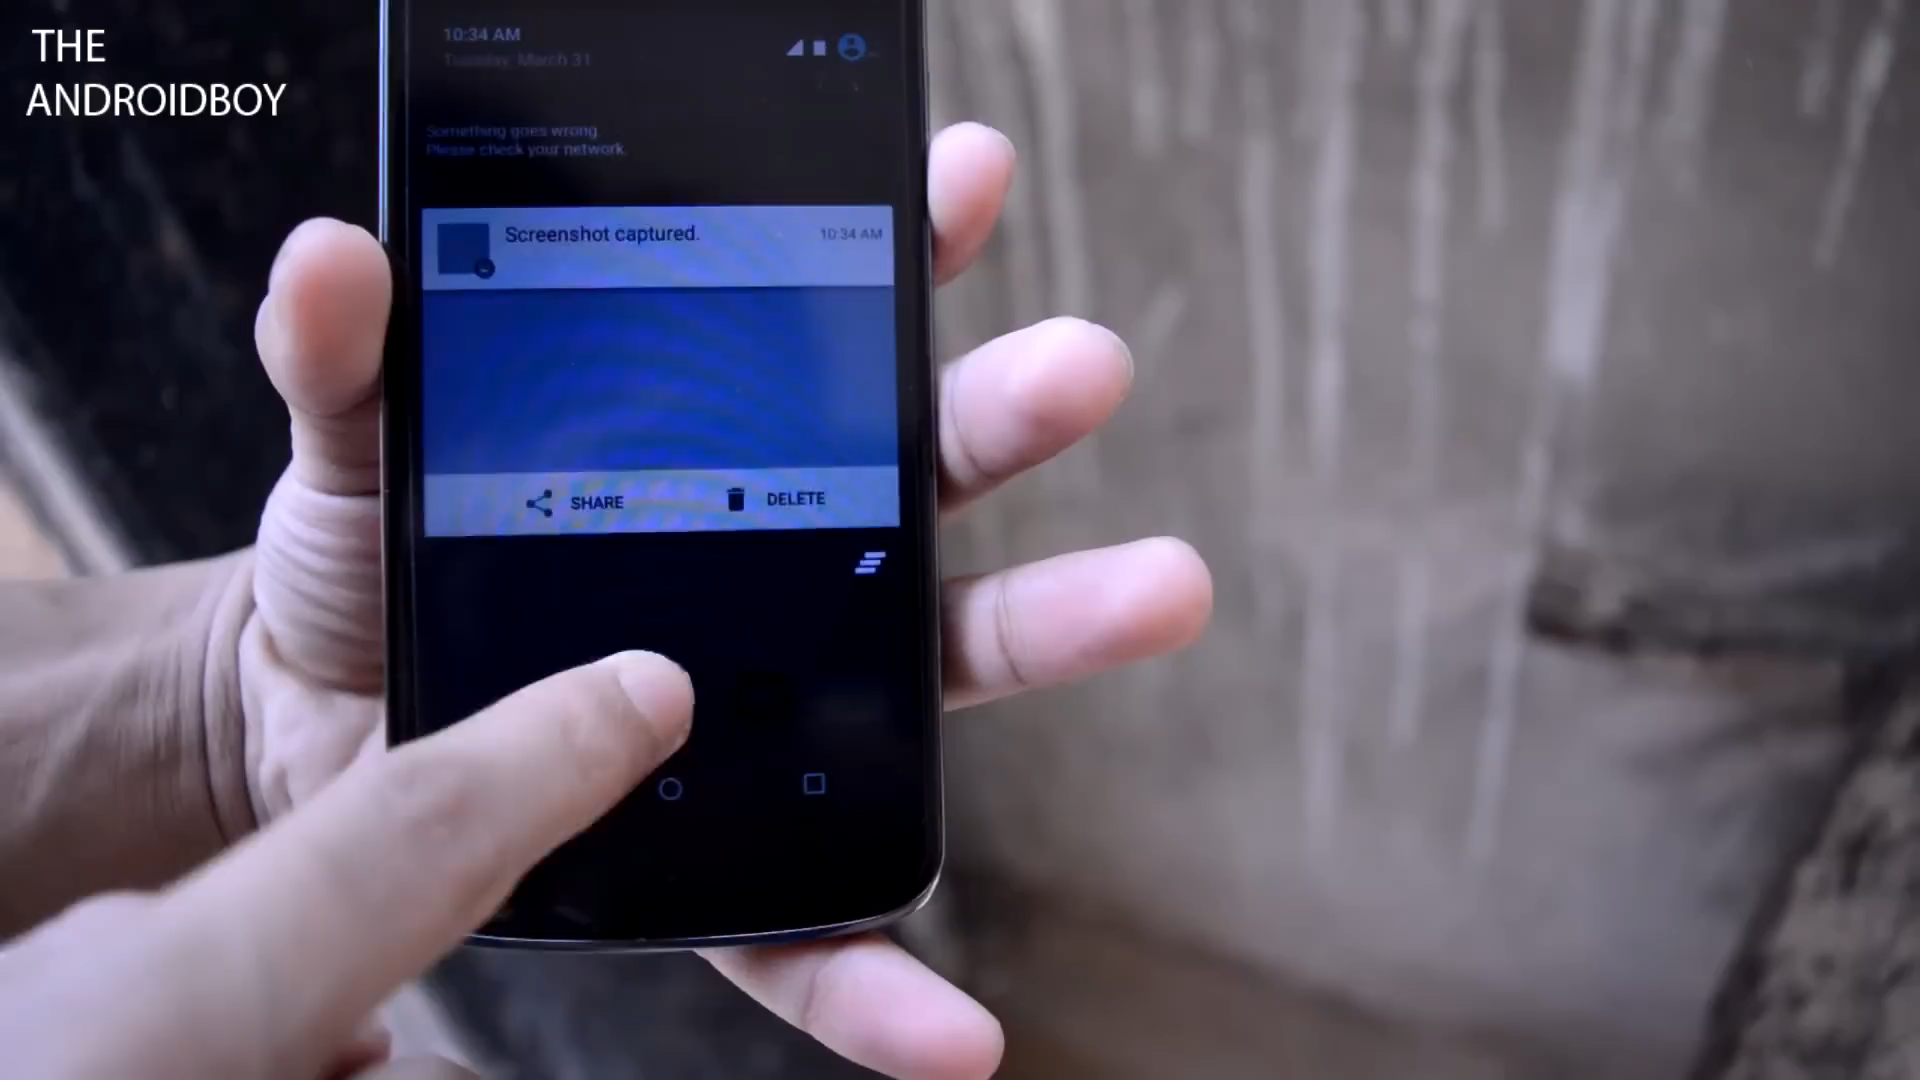 THE
ANDROIDBOY
10:34 AM
Tuesday, March 31
Something goes wrong.
Please check your network.
Screenshot captured.
10:34 AM
SHARE
DELETE